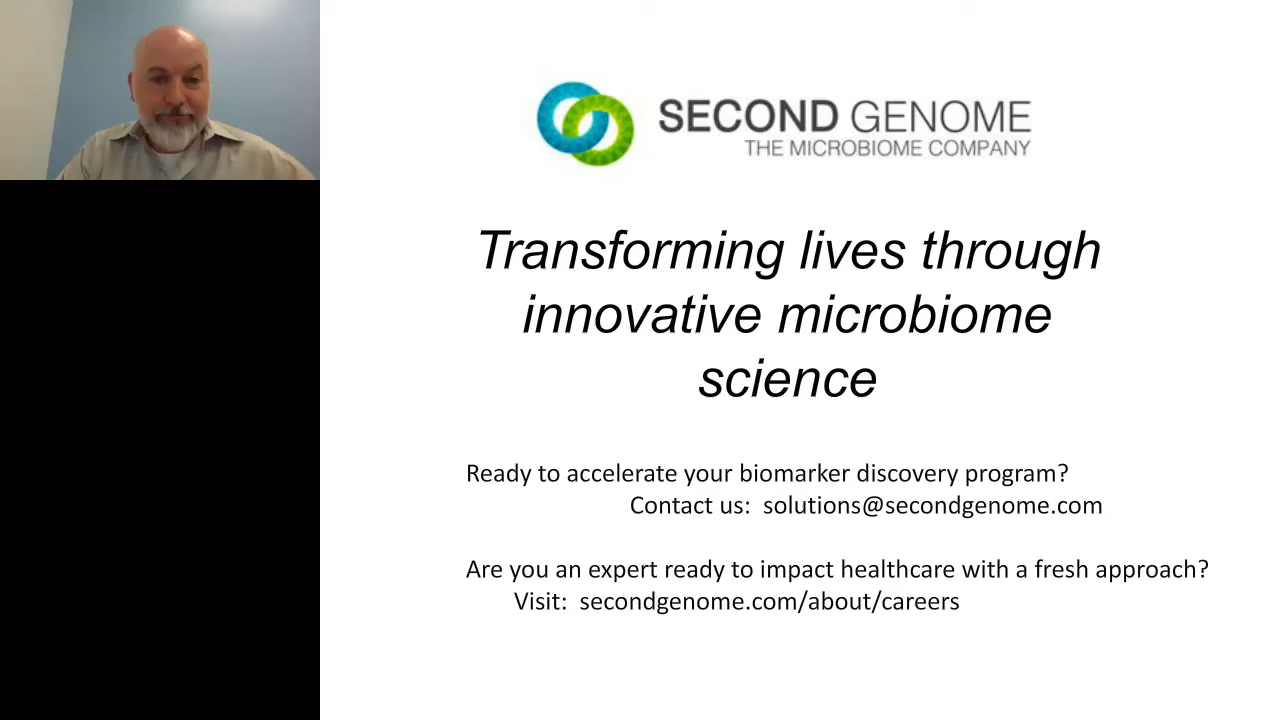 SECOND GENOME
THE MICROBIOME COMPANY
Transforming lives through
innovative microbiome
science
Ready to accelerate your biomarker discovery program?
Contact us:  solutions@secondgenome.com
Are you an expert ready to impact healthcare with a fresh approach?
Visit:  secondgenome.com/about/careers